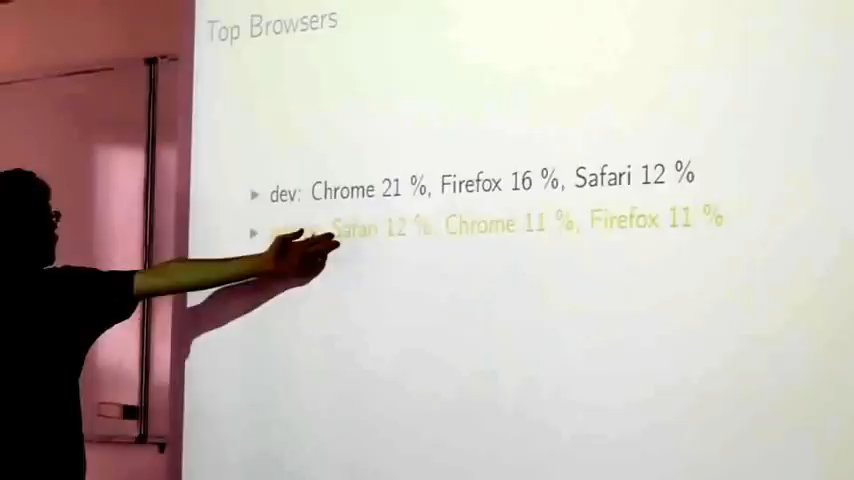 Top Browsers
dev: Chrome 21 %, Firefox 16 %, Safari 12 %
Safari 12 %, Chrome 11 %, Firefox 11 %